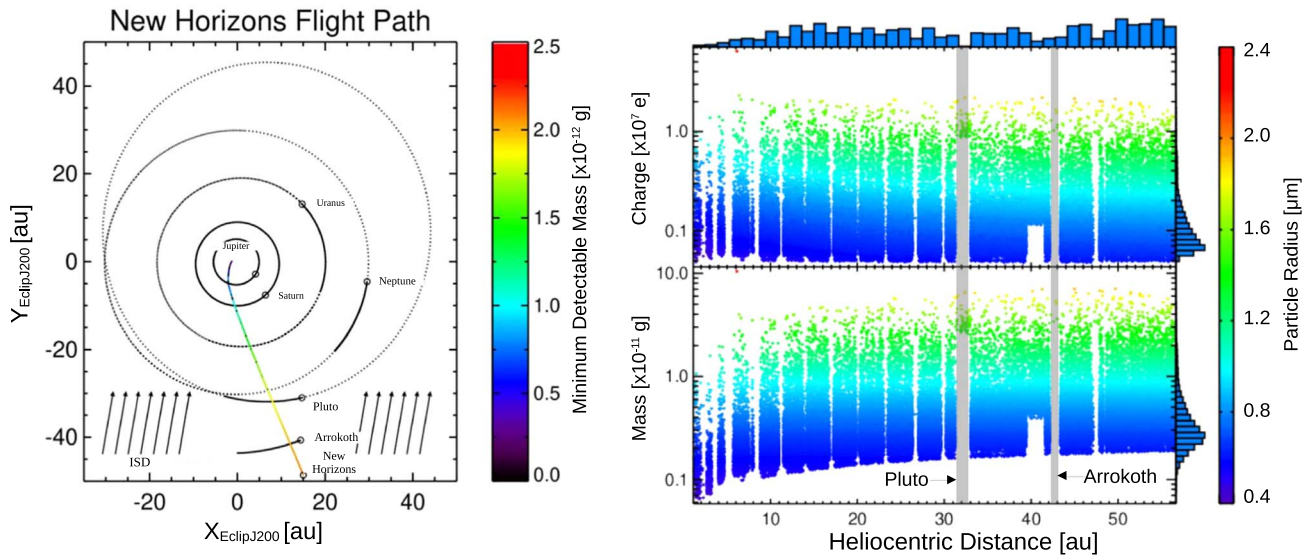 New Horizons Flight Path
40
20
0
-20
-40
-20
0
20
40
Y_EclipJ200 [au]
X_EclipJ200 [au]
Jupiter
Saturn
Uranus
Neptune
Pluto
Arrokoth
New
Horizons
ISD
2.5
2.0
1.5
1.0
0.5
0.0
Minimum Detectable Mass [x10^-12 g]
Charge [x10^7 e]
1.0
0.1
Mass [x10^-11 g]
10.0
1.0
0.1
Pluto
Arrokoth
10
20
30
40
50
Heliocentric Distance [au]
2.4
2.0
1.6
1.2
0.8
0.4
Particle Radius [μm]